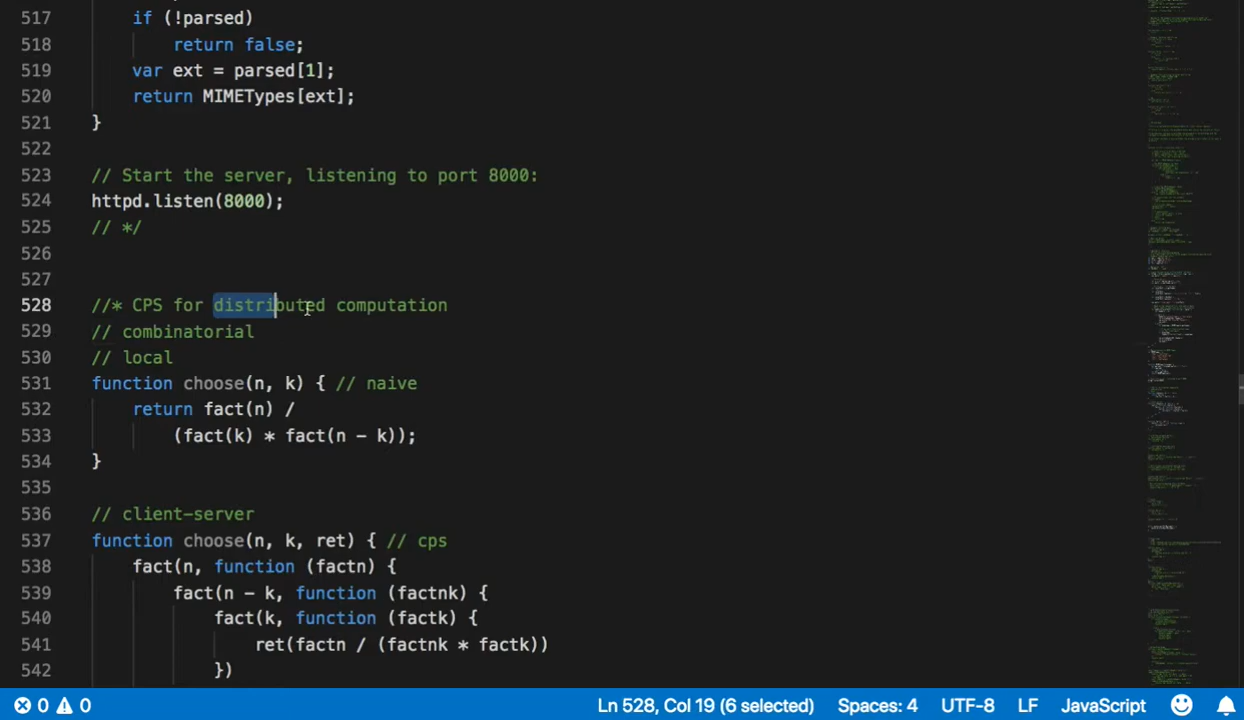 517 if (!parsed)
518 return false;
519 var ext = parsed[1];
520 return MIMETypes[ext];
521 }
522
523 // Start the server, listening to port 8000:
524 httpd.listen(8000);
525 // */
526
527
528 //* CPS for distributed computation
529 // combinatorial
530 // local
531 function choose(n, k) { // naive
532 return fact(n) /
533 (fact(k) * fact(n - k));
534 }
535
536 // client-server
537 function choose(n, k, ret) { // cps
538 fact(n, function (factn) {
539 fact(n - k, function (factnk) {
540 fact(k, function (factk) {
541 ret(factn / (factnk * factk))
542 })
0 0 Ln 528, Col 19 (6 selected) Spaces: 4 UTF-8 LF JavaScript